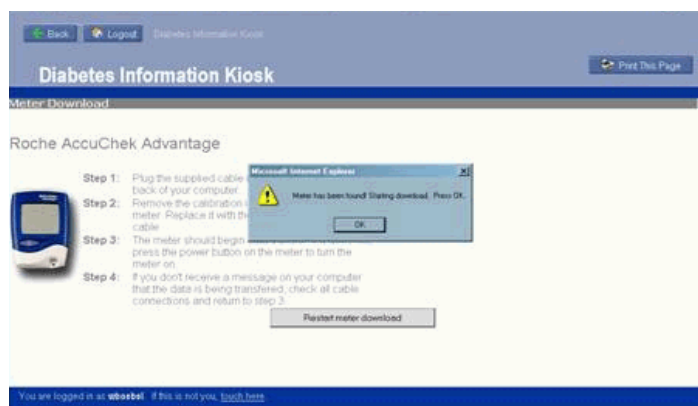 Back Logout Diabetes Information Kiosk
Print This Page
Diabetes Information Kiosk
Meter Download
Roche AccuChek Advantage
Step 1: Plug the supplied cable
back of your computer.
Step 2: Remove the calibration
meter. Replace it with the
cable
Step 3: The meter should begin
press the power button on the meter to turn the
meter on.
Step 4: If you don't receive a message on your computer
that the data is being transfered, check all cable
connections and return to step 3.
Microsoft Internet Explorer
Meter has been found! Starting download. Press OK.
OK
Restart meter download
You are logged in as If this is not you, touch here.